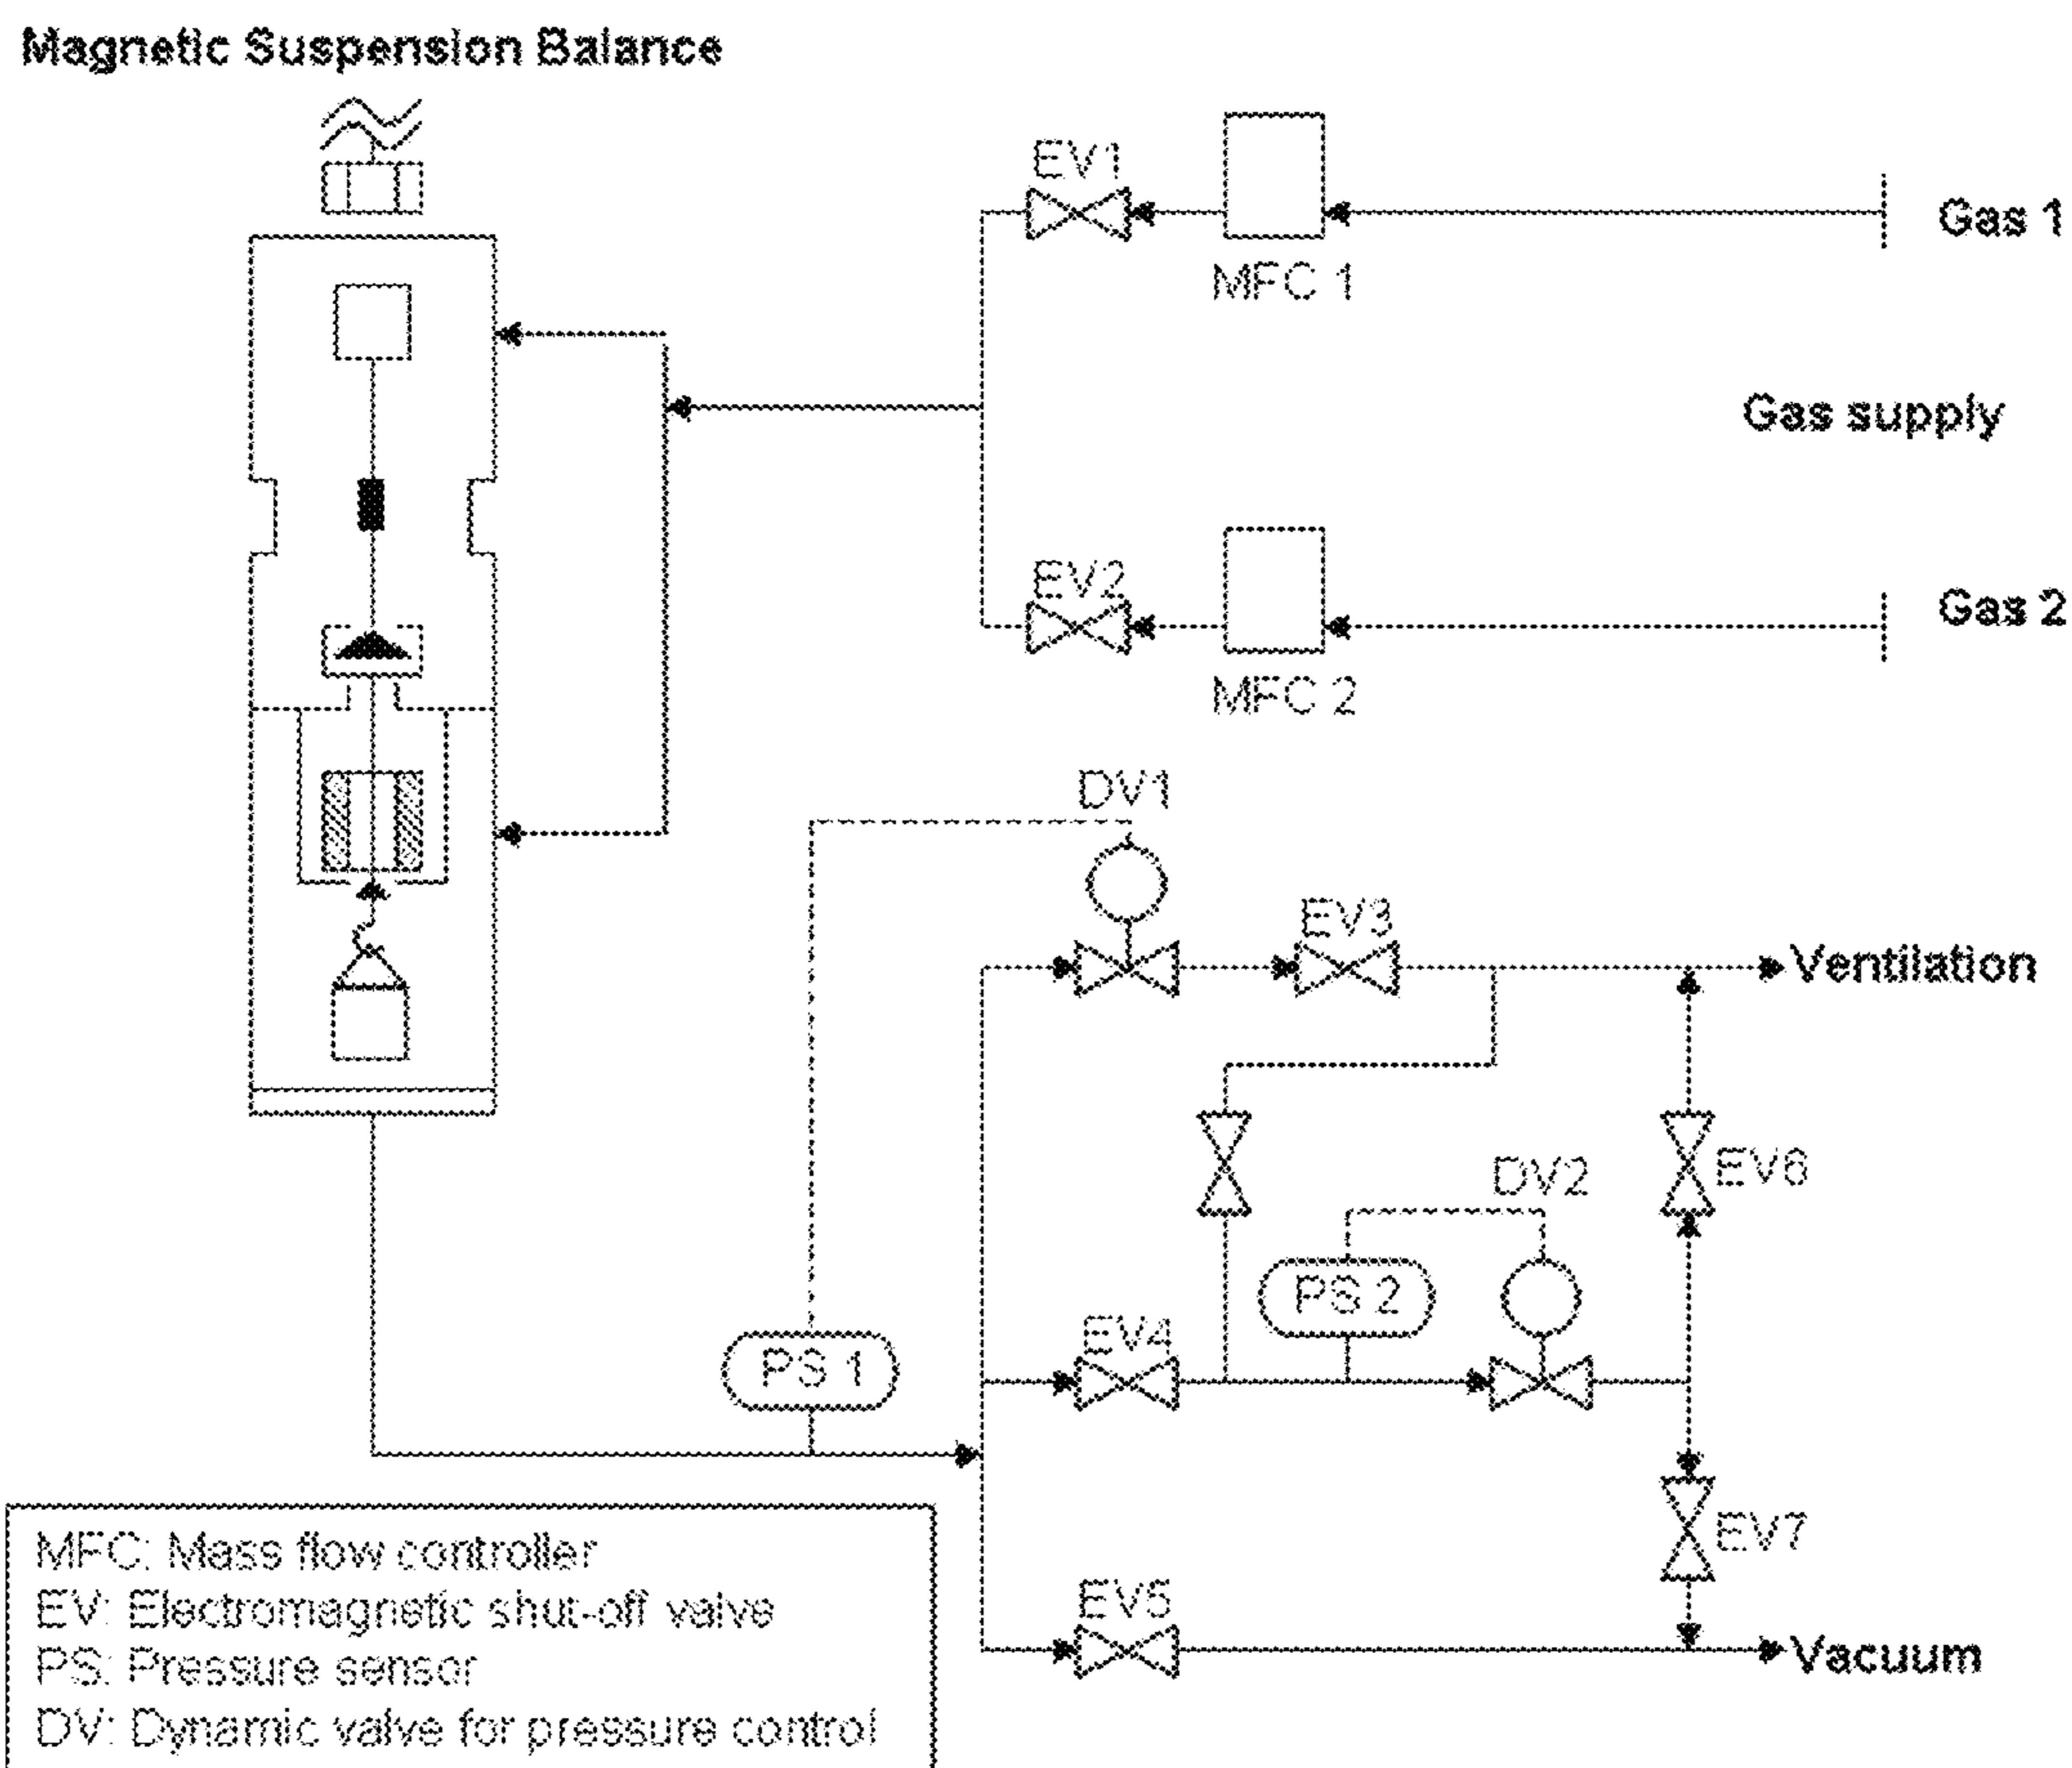 Magnetic Suspension Balance
EV1
Gas 1
MFC 1
Gas supply
EV2
Gas 2
MFC 2
DV1
EV3
Ventilation
DV2
EV6
PS 2
EV4
PS 1
EV7
EV5
Vacuum
MFC: Mass flow controller
EV: Electromagnetic shut-off valve
PS: Pressure sensor
DV: Dynamic valve for pressure control